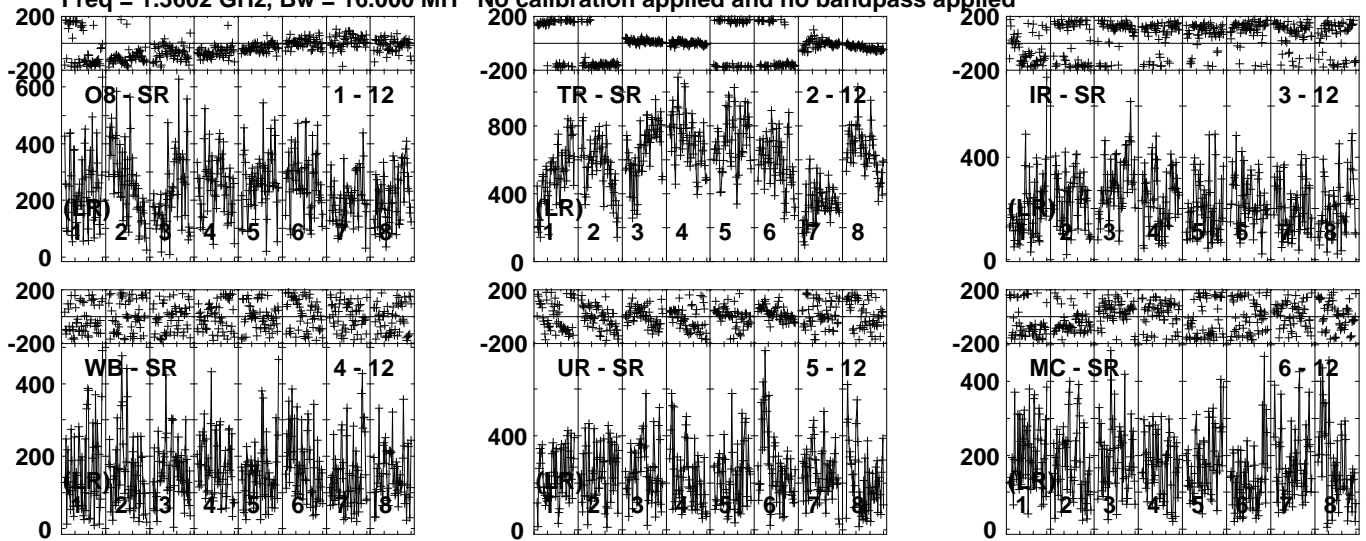 Freq = 1.3602 GHz, Bw = 16.000 MH No calibration applied and no bandpass applied
200
-200
O8 - SR 1 - 12
600
400
200
0
(LR)
1 2 3 4 5 6 7 8
200
-200
TR - SR 2 - 12
800
400
0
(LR)
1 2 3 4 5 6 7 8
200
-200
IR - SR 3 - 12
400
0
(LR)
1 2 3 4 5 6 7 8
200
-200
WB - SR 4 - 12
400
200
0
(LR)
1 2 3 4 5 6 7 8
200
-200
UR - SR 5 - 12
400
0
(LR)
1 2 3 4 5 6 7 8
200
-200
MC - SR 6 - 12
400
200
0
(LR)
1 2 3 4 5 6 7 8